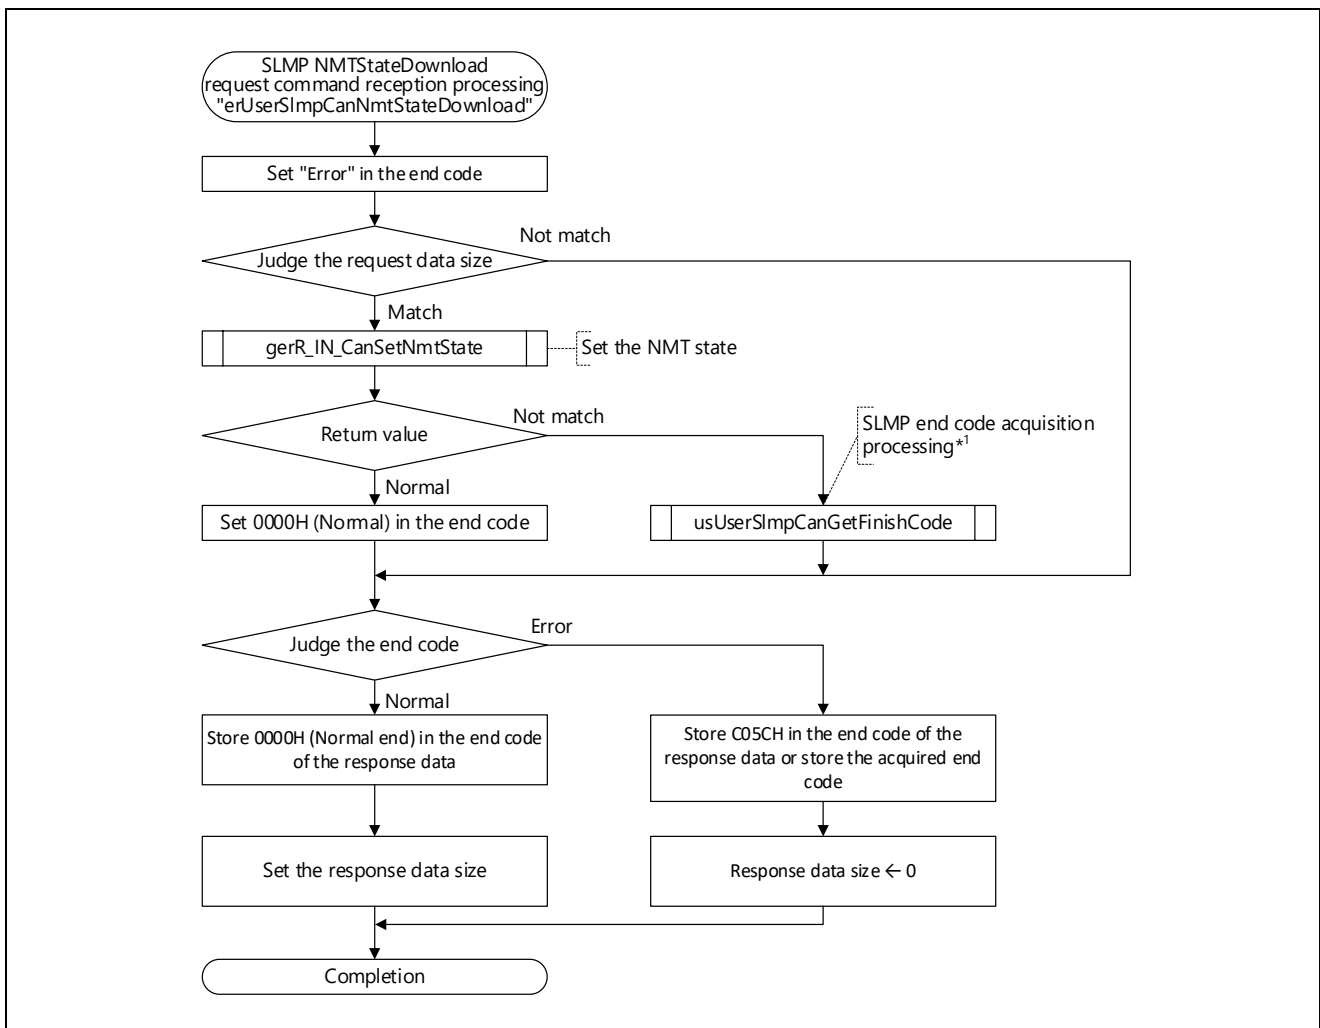 SLMP NMTStateDownload
request command reception processing
"erUserSlmpCanNmtStateDownload"
Set "Error" in the end code
Not match
Judge the request data size
Match
gerR_IN_CanSetNmtState
Set the NMT state
Not match
Return value
SLMP end code acquisition
processing*1
Normal
Set 0000H (Normal) in the end code
usUserSlmpCanGetFinishCode
Error
Judge the end code
Normal
Store 0000H (Normal end) in the end code
of the response data
Store C05CH in the end code of the
response data or store the acquired end
code
Set the response data size
Response data size ← 0
Completion